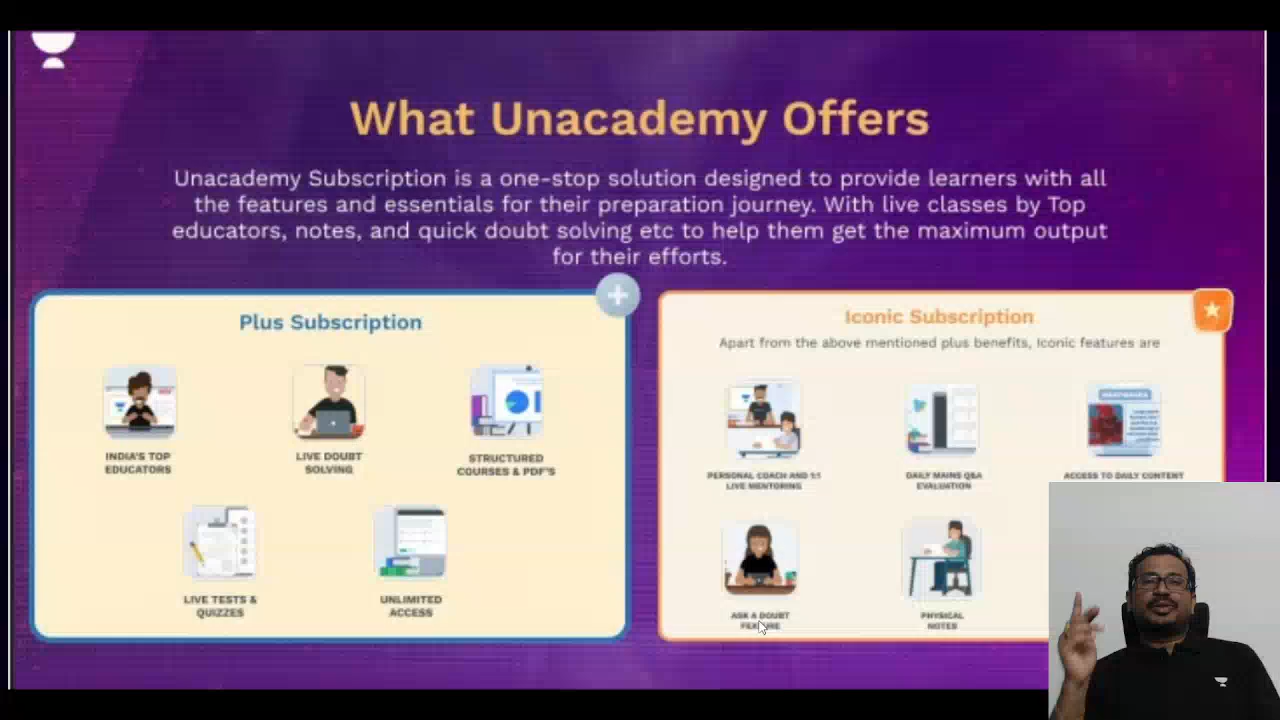 What Unacademy Offers
Unacademy Subscription is a one-stop solution designed to provide learners with all
the features and essentials for their preparation journey. With live classes by Top
educators, notes, and quick doubt solving etc to help them get the maximum output
for their efforts.
Plus Subscription
INDIA'S TOP
EDUCATORS
LIVE DOUBT
SOLVING
STRUCTURED
COURSES & PDF'S
LIVE TESTS &
QUIZZES
UNLIMITED
ACCESS
Iconic Subscription
Apart from the above mentioned plus benefits, Iconic features are
PERSONAL COACH AND 1:1
LIVE MENTORING
DAILY MAINS Q&A
EVALUATION
ACCESS TO DAILY CONTENT
ASK A DOUBT
FEATURE
PHYSICAL
NOTES